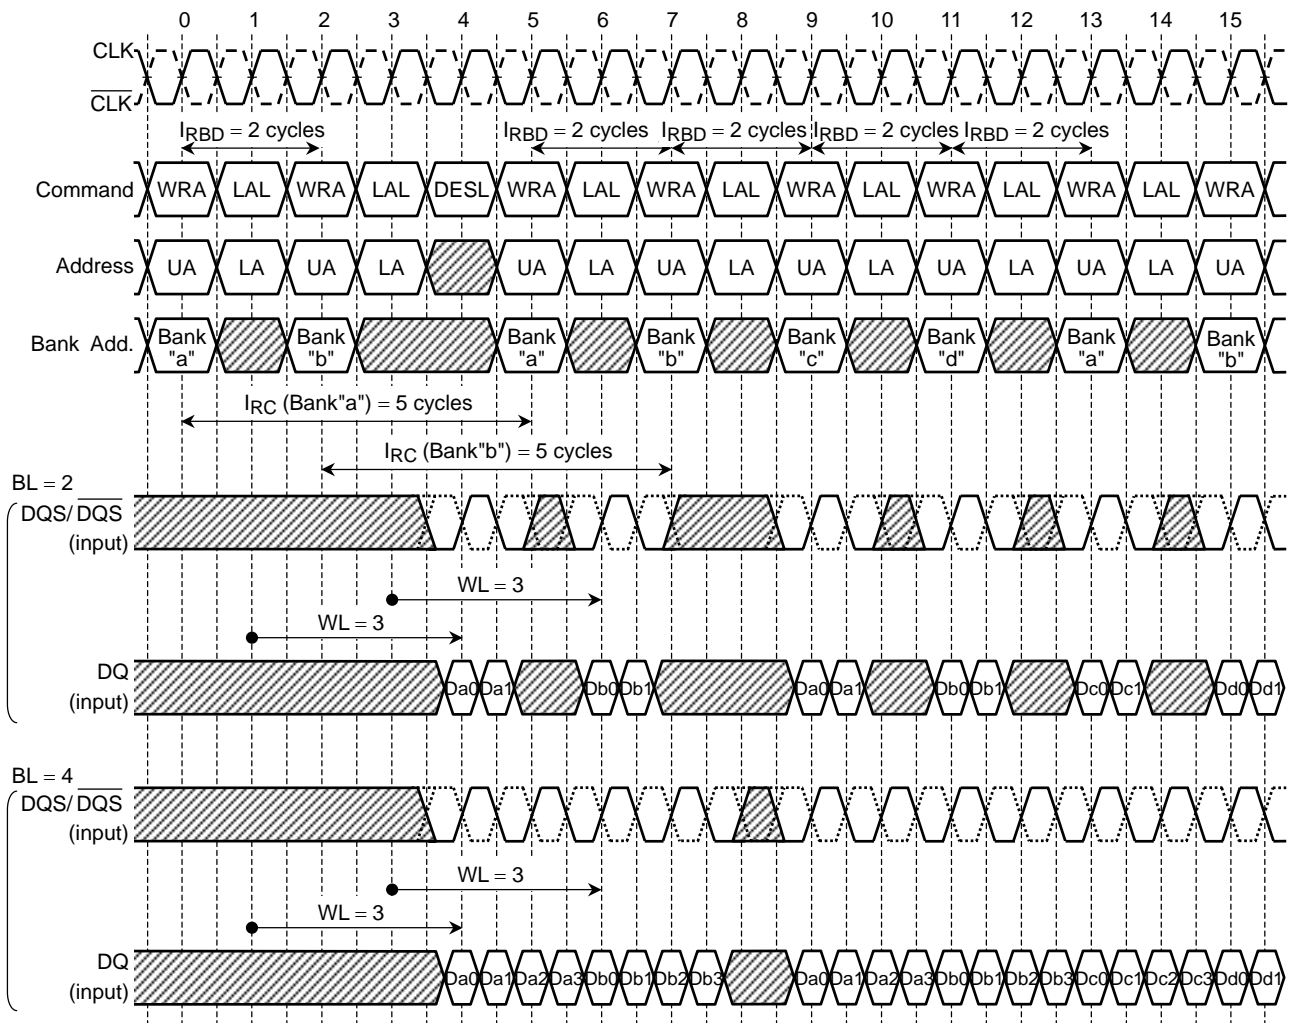 0 1 2 3 4 5 6 7 8 9 10 11 12 13 14 15
CLK
CLK
IRBD = 2 cycles IRBD = 2 cycles IRBD = 2 cycles IRBD = 2 cycles IRBD = 2 cycles
Command WRA LAL WRA LAL DESL WRA LAL WRA LAL WRA LAL WRA LAL WRA LAL WRA
Address UA LA UA LA UA LA UA LA UA LA UA LA UA LA UA
Bank Add. Bank "a" Bank "b" Bank "a" Bank "b" Bank "c" Bank "d" Bank "a" Bank "b"
IRC (Bank"a") = 5 cycles
IRC (Bank"b") = 5 cycles
BL = 2
DQS/DQS
(input)
WL = 3
WL = 3
DQ
(input)
Da0 Da1 Db0 Db1 Da0 Da1 Db0 Db1 Dc0 Dc1 Dd0 Dd1
BL = 4
DQS/DQS
(input)
WL = 3
WL = 3
DQ
(input)
Da0 Da1 Da2 Da3 Db0 Db1 Db2 Db3 Da0 Da1 Da2 Da3 Db0 Db1 Db2 Db3 Dc0 Dc1 Dc2 Dc3 Dd0 Dd1